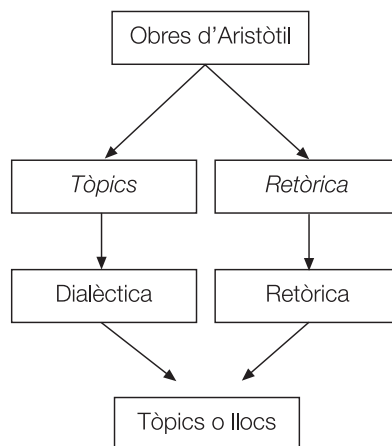 Obres d'Aristòtil
Tòpics
Retòrica
Dialèctica
Retòrica
Tòpics o llocs